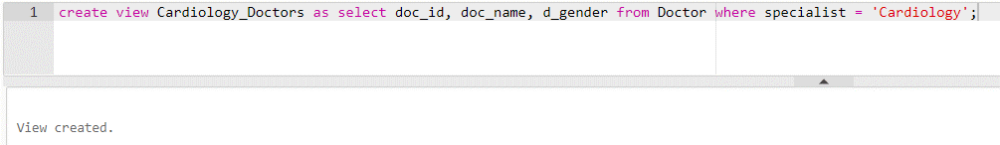 1 create view Cardiology_Doctors as select doc_id, doc_name, d_gender from Doctor where specialist = 'Cardiology';
View created.